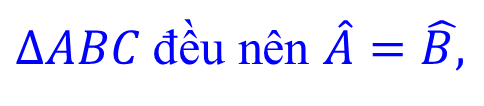 ΔABC đều nên Â = B̂,